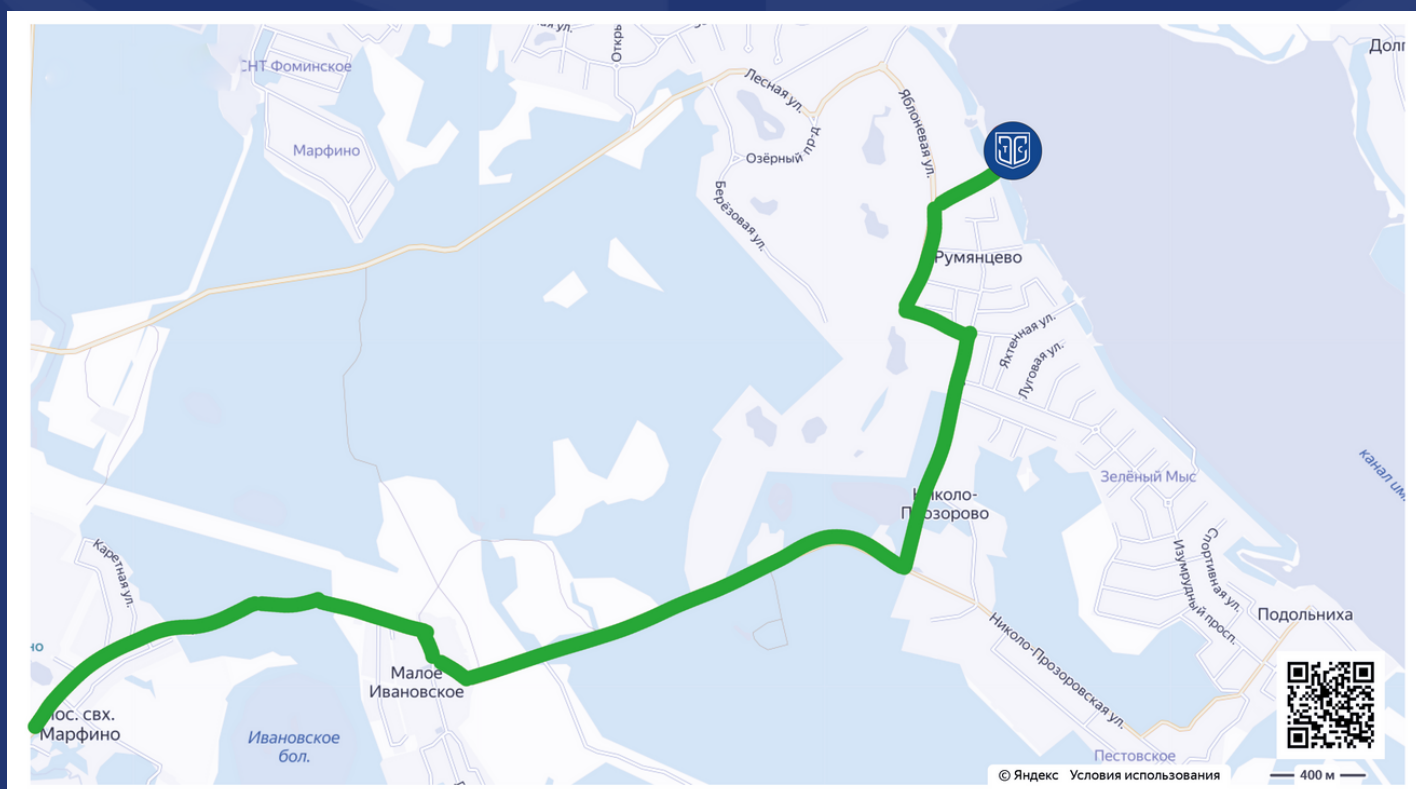 СНТ Фоминское
Откры
Лесная ул.
Долг
Яблоневая ул.
Марфино
Озёрный пр-д
Т С
Берёзовая ул.
Румянцево
Яхтенная ул.
Луговая ул.
Зелёный Мыс
канал им.
Николо-
Прозорово
Каретная ул.
Спортивная ул.
Изумрудный просп.
Подольниха
Николо-Прозоровская ул.
но
Малое
Ивановское
пос. свх.
Марфино
Ивановское
бол.
Пестовское
© Яндекс Условия использования
400 м